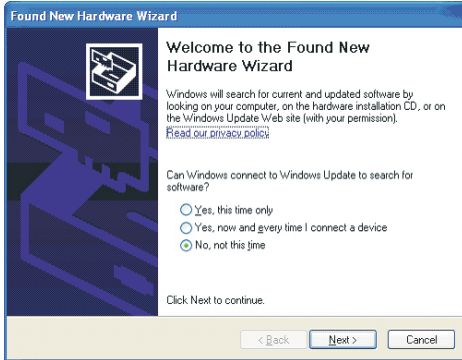 Found New Hardware Wizard
Welcome to the Found New
Hardware Wizard
Windows will search for current and updated software by
looking on your computer, on the hardware installation CD, or on
the Windows Update Web site (with your permission).
Read our privacy policy
Can Windows connect to Windows Update to search for
software?
Yes, this time only
Yes, now and every time I connect a device
No, not this time
Click Next to continue.
< Back Next > Cancel